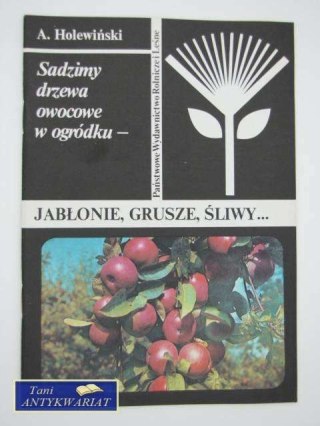 A. Holewiński
Sadzimy
drzewa
owocowe
w ogródku –
Państwowe Wydawnictwo Rolnicze i Leśne
JABŁONIE, GRUSZE, ŚLIWY...
Tani
ANTYKWARIAT